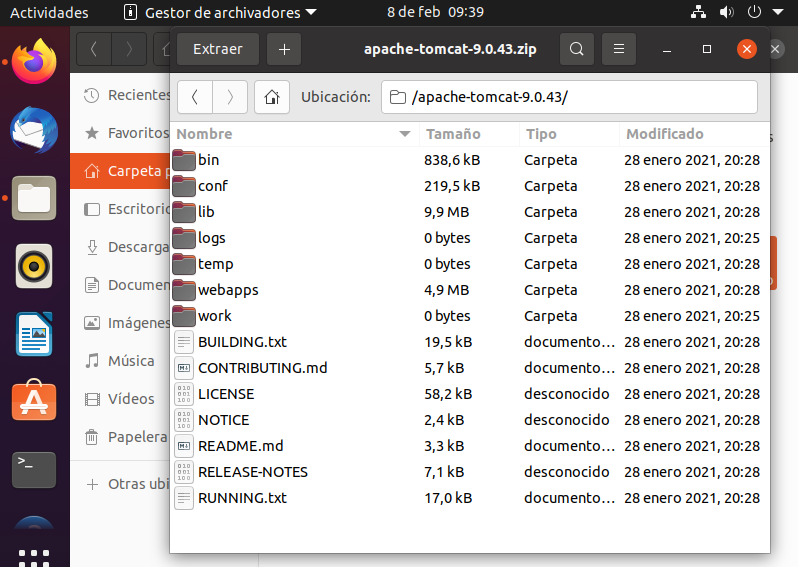 Actividades Gestor de archivadores 8 de feb 09:39
Extraer + apache-tomcat-9.0.43.zip
Recientes
Favoritos
Carpeta p
Escritorio
Descarga
Documen
Imágenes
Música
Vídeos
Papelera
+ Otras ubi
Ubicación: /apache-tomcat-9.0.43/
Nombre Tamaño Tipo Modificado
bin 838,6 kB Carpeta 28 enero 2021, 20:28
conf 219,5 kB Carpeta 28 enero 2021, 20:28
lib 9,9 MB Carpeta 28 enero 2021, 20:28
logs 0 bytes Carpeta 28 enero 2021, 20:25
temp 0 bytes Carpeta 28 enero 2021, 20:28
webapps 4,9 MB Carpeta 28 enero 2021, 20:28
work 0 bytes Carpeta 28 enero 2021, 20:25
BUILDING.txt 19,5 kB documento… 28 enero 2021, 20:28
CONTRIBUTING.md 5,7 kB documento… 28 enero 2021, 20:28
LICENSE 58,2 kB desconocido 28 enero 2021, 20:28
NOTICE 2,4 kB desconocido 28 enero 2021, 20:28
README.md 3,3 kB documento… 28 enero 2021, 20:28
RELEASE-NOTES 7,1 kB desconocido 28 enero 2021, 20:28
RUNNING.txt 17,0 kB documento… 28 enero 2021, 20:28